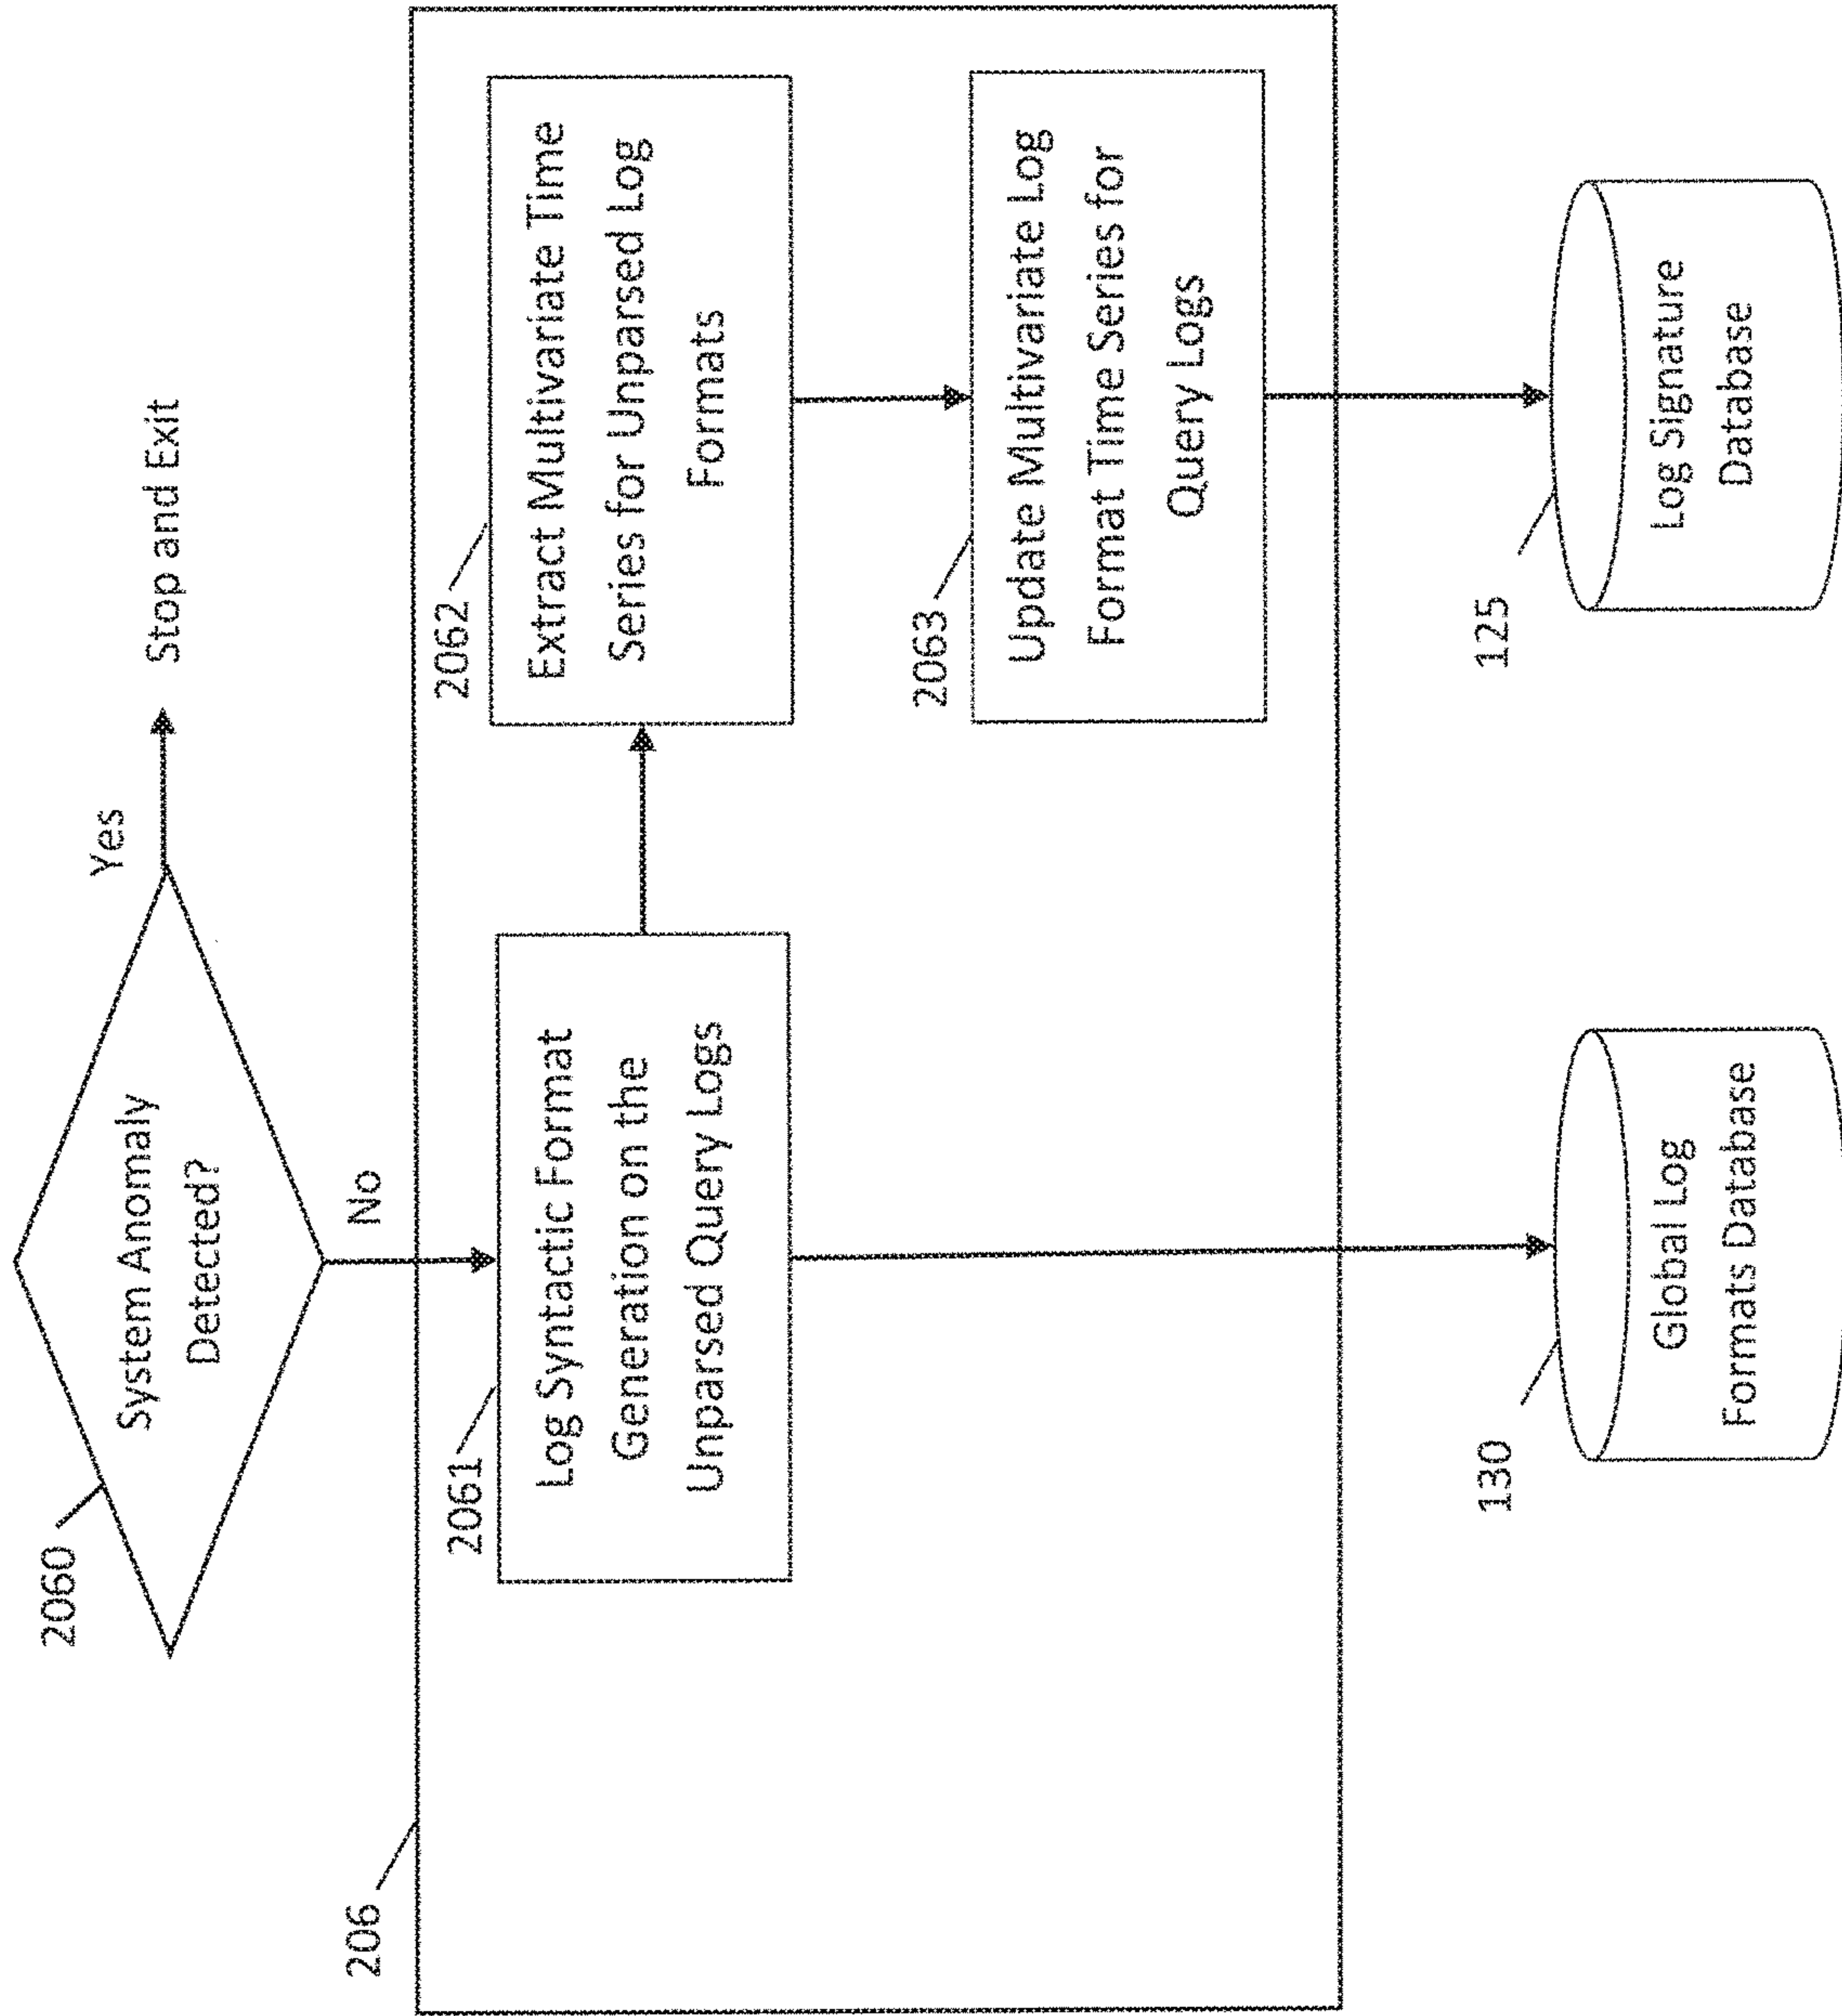 2060
System Anomaly
Detected?
Yes
Stop and Exit
No
206
2061
Log Syntactic Format
Generation on the
Unparsed Query Logs
2062
Extract Multivariate Time
Series for Unparsed Log
Formats
2063
Update Multivariate Log
Format Time Series for
Query Logs
130
Global Log
Formats Database
125
Log Signature
Database